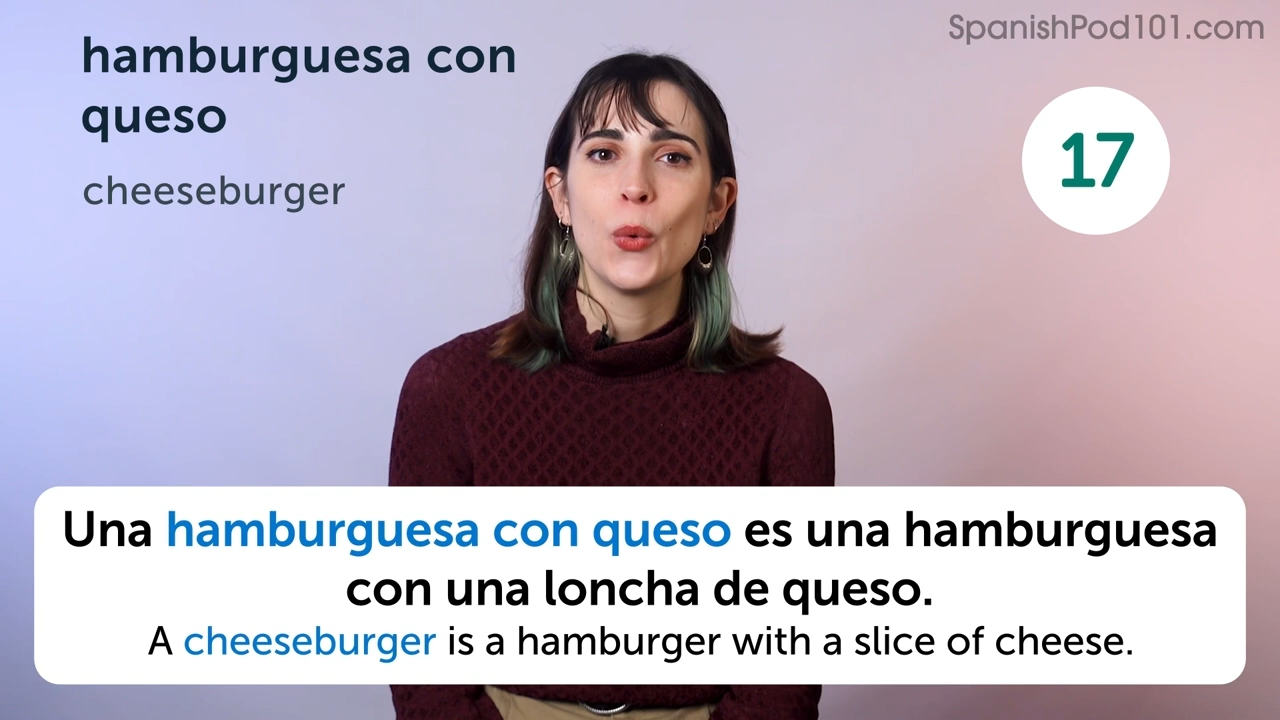 SpanishPod101.com
hamburguesa con
queso
cheeseburger
17
Una hamburguesa con queso es una hamburguesa
con una loncha de queso.
A cheeseburger is a hamburger with a slice of cheese.